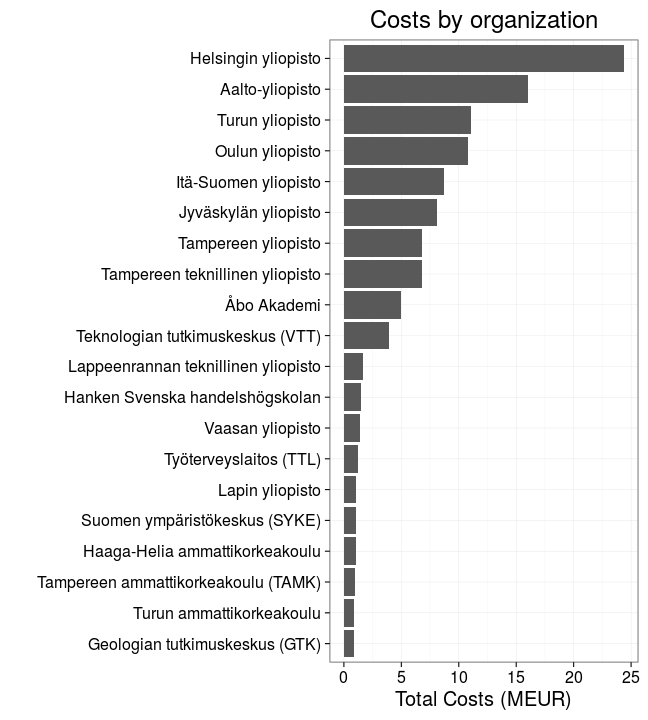 Costs by organization
Helsingin yliopisto
Aalto-yliopisto
Turun yliopisto
Oulun yliopisto
Itä-Suomen yliopisto
Jyväskylän yliopisto
Tampereen yliopisto
Tampereen teknillinen yliopisto
Åbo Akademi
Teknologian tutkimuskeskus (VTT)
Lappeenrannan teknillinen yliopisto
Hanken Svenska handelshögskolan
Vaasan yliopisto
Työterveyslaitos (TTL)
Lapin yliopisto
Suomen ympäristökeskus (SYKE)
Haaga-Helia ammattikorkeakoulu
Tampereen ammattikorkeakoulu (TAMK)
Turun ammattikorkeakoulu
Geologian tutkimuskeskus (GTK)
0 5 10 15 20 25
Total Costs (MEUR)